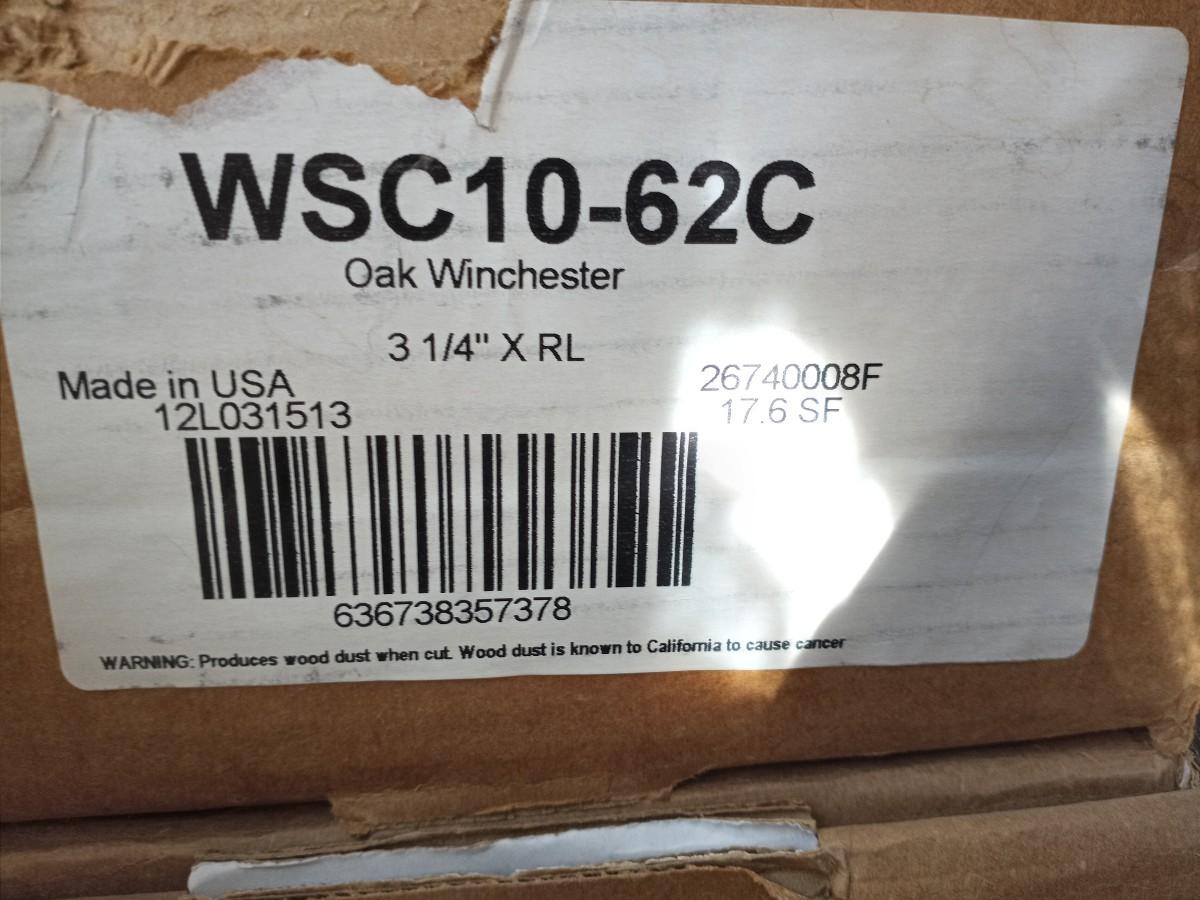 WSC10-62C
Oak Winchester
3 1/4" X RL
Made in USA
26740008F
12L031513
17.6 SF
636738357378
WARNING: Produces wood dust when cut. Wood dust is known to California to cause cancer